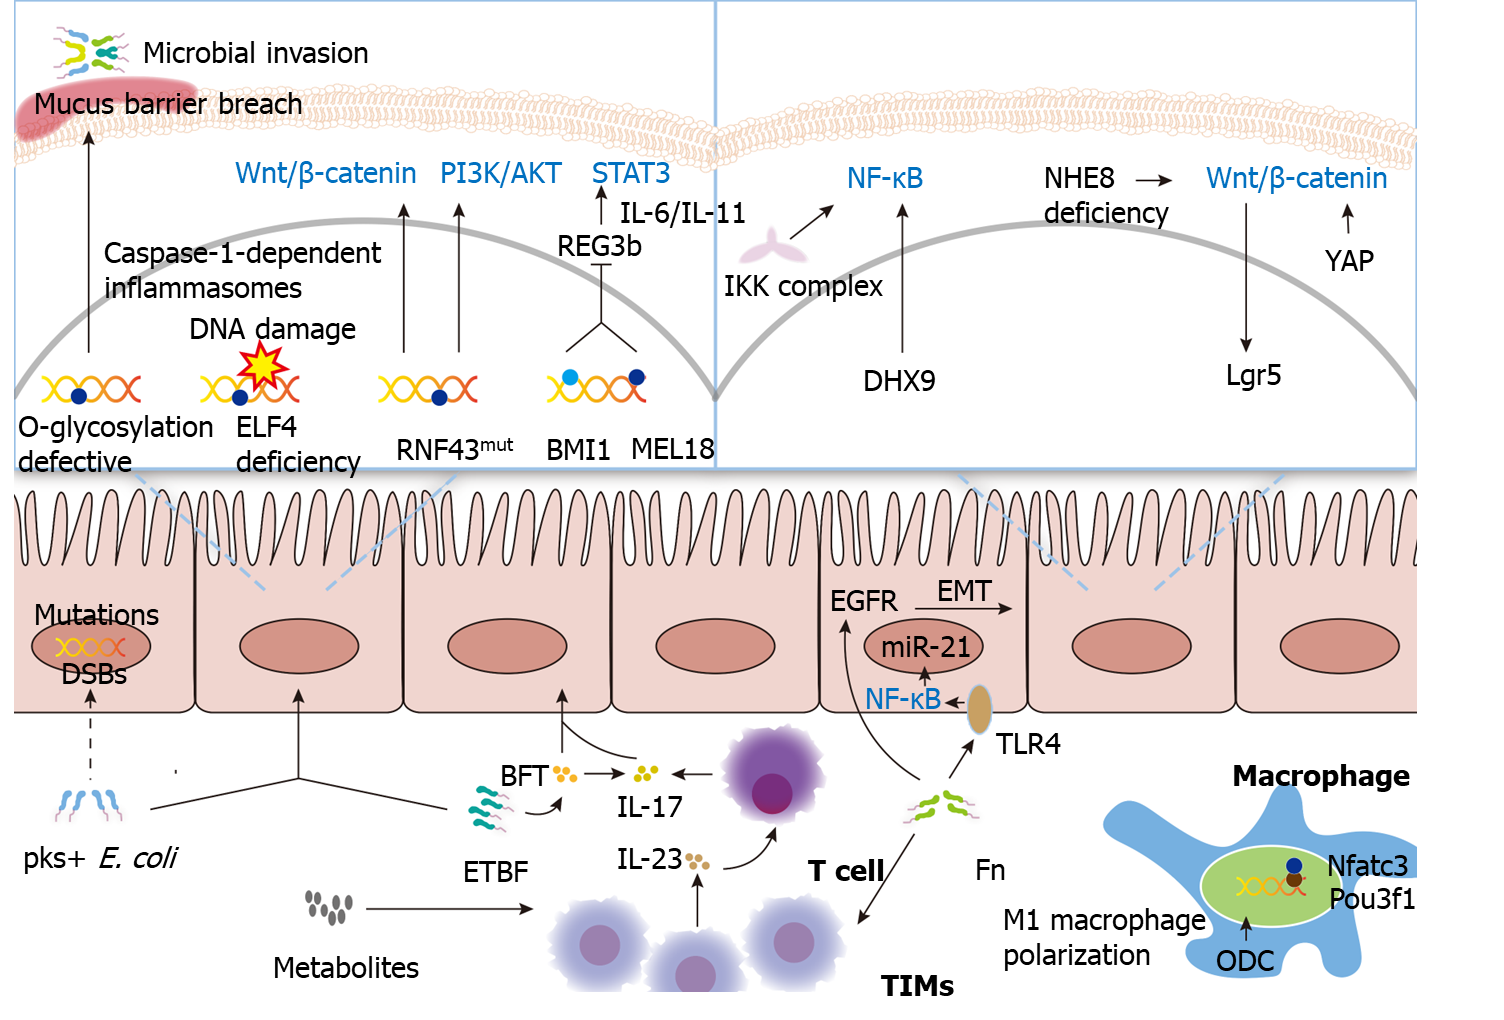 Microbial invasion
Mucus barrier breach
Wnt/β-catenin
PI3K/AKT
STAT3
IL-6/IL-11
REG3b
Caspase-1-dependent
inflammasomes
DNA damage
O-glycosylation
defective
ELF4
deficiency
RNF43ᵐᵘᵗ
BMI1
MEL18
NF-κB
NHE8
deficiency
Wnt/β-catenin
IKK complex
YAP
DHX9
Lgr5
Mutations
DSBs
EGFR
EMT
miR-21
NF-κB
TLR4
BFT
IL-17
pks+ E. coli
ETBF
IL-23
T cell
Fn
Metabolites
TIMs
Macrophage
Nfatc3
Pou3f1
M1 macrophage
polarization
ODC